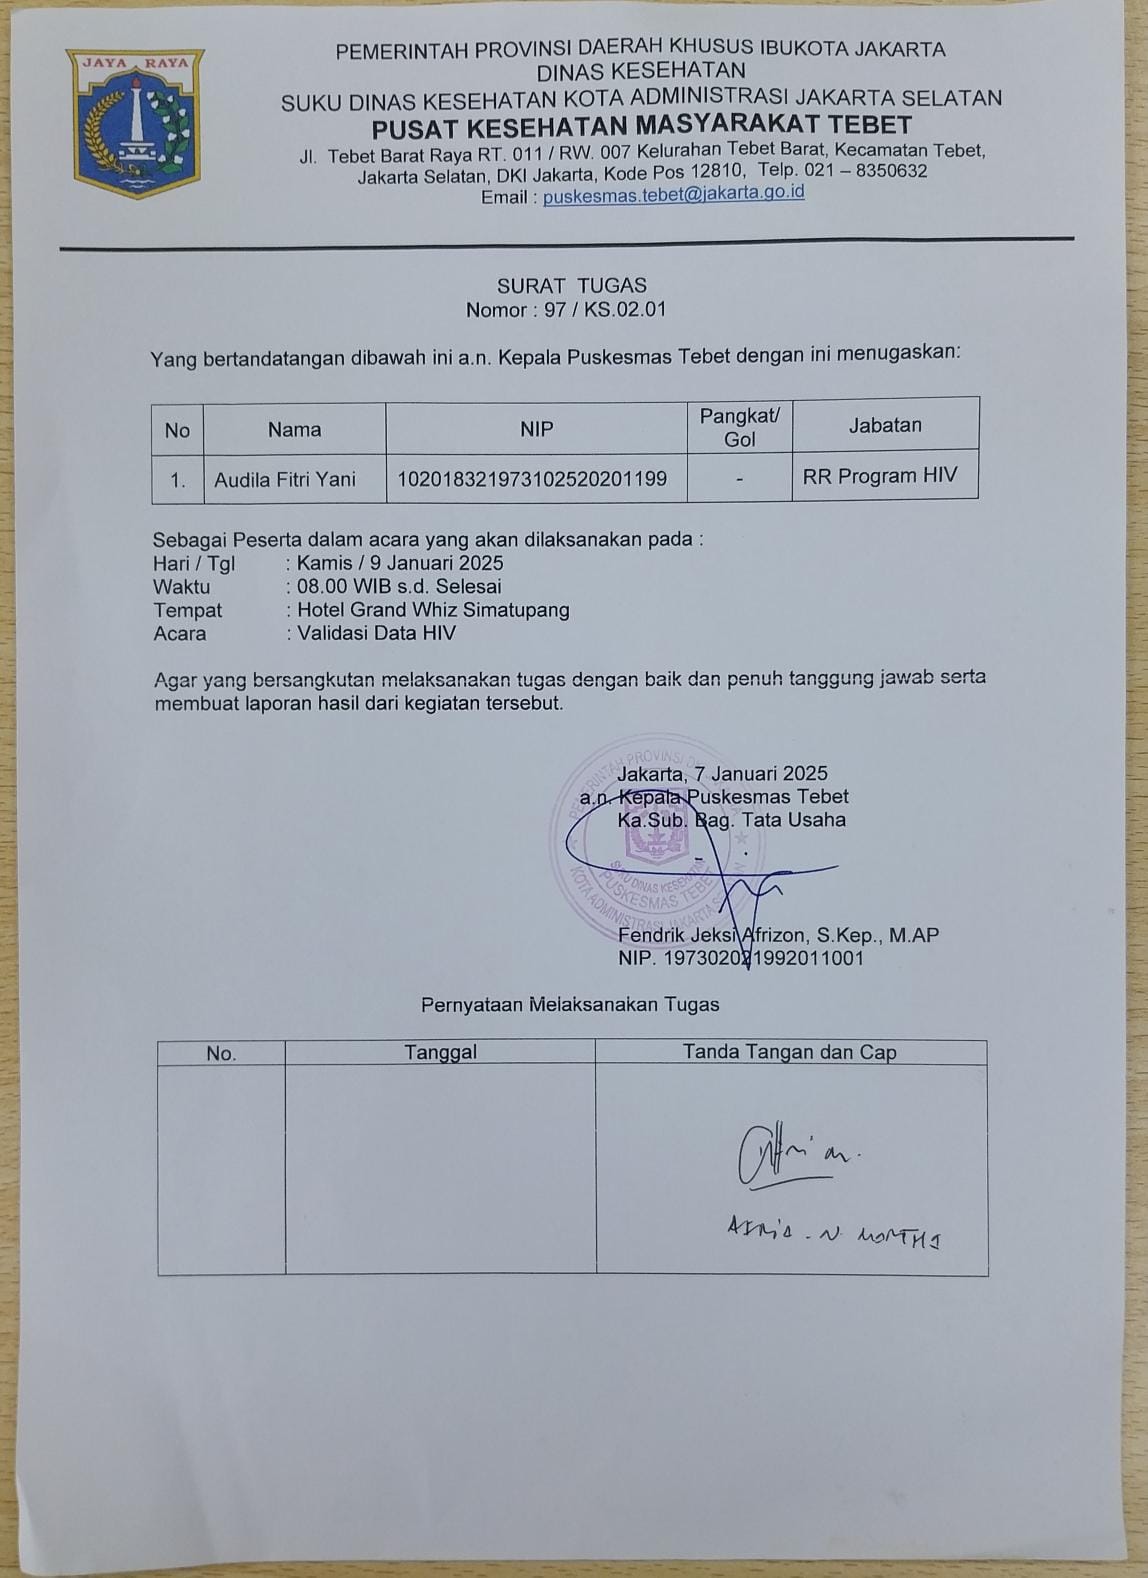 JAYA RAYA
PEMERINTAH PROVINSI DAERAH KHUSUS IBUKOTA JAKARTA
DINAS KESEHATAN
SUKU DINAS KESEHATAN KOTA ADMINISTRASI JAKARTA SELATAN
PUSAT KESEHATAN MASYARAKAT TEBET
Jl. Tebet Barat Raya RT. 011 / RW. 007 Kelurahan Tebet Barat, Kecamatan Tebet,
Jakarta Selatan, DKI Jakarta, Kode Pos 12810, Telp. 021 – 8350632
Email : puskesmas.tebet@jakarta.go.id
SURAT TUGAS
Nomor : 97 / KS.02.01
Yang bertandatangan dibawah ini a.n. Kepala Puskesmas Tebet dengan ini menugaskan:
No Nama NIP Pangkat/ Gol Jabatan
1. Audila Fitri Yani 102018321973102520201199 - RR Program HIV
Sebagai Peserta dalam acara yang akan dilaksanakan pada :
Hari / Tgl : Kamis / 9 Januari 2025
Waktu : 08.00 WIB s.d. Selesai
Tempat : Hotel Grand Whiz Simatupang
Acara : Validasi Data HIV
Agar yang bersangkutan melaksanakan tugas dengan baik dan penuh tanggung jawab serta
membuat laporan hasil dari kegiatan tersebut.
Jakarta, 7 Januari 2025
a.n. Kepala Puskesmas Tebet
Ka.Sub. Bag. Tata Usaha
PEMERINTAH PROVINSI
SUKU DINAS KESEHATAN
PUSKESMAS TEBET
KOTA ADMINISTRASI JAKARTA
Fendrik Jeksi Afrizon, S.Kep., M.AP
NIP. 197302021992011001
Pernyataan Melaksanakan Tugas
No. Tanggal Tanda Tangan dan Cap